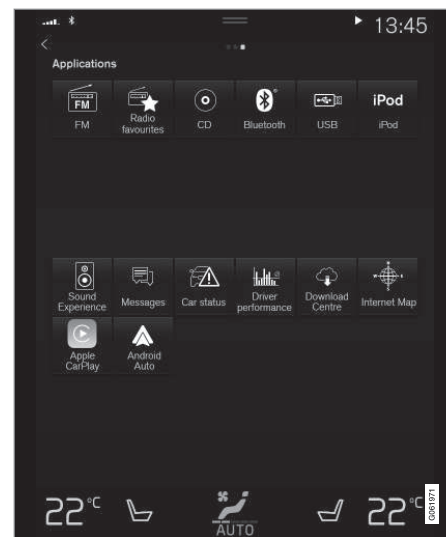 13:45
Applications
FM
FM
Radio
favourites
CD
Bluetooth
USB
iPod
iPod
Sound
Experience
Messages
Car status
Driver
performance
Download
Centre
Internet Map
Apple
CarPlay
Android
Auto
22°C
AUTO
22°C
G061971